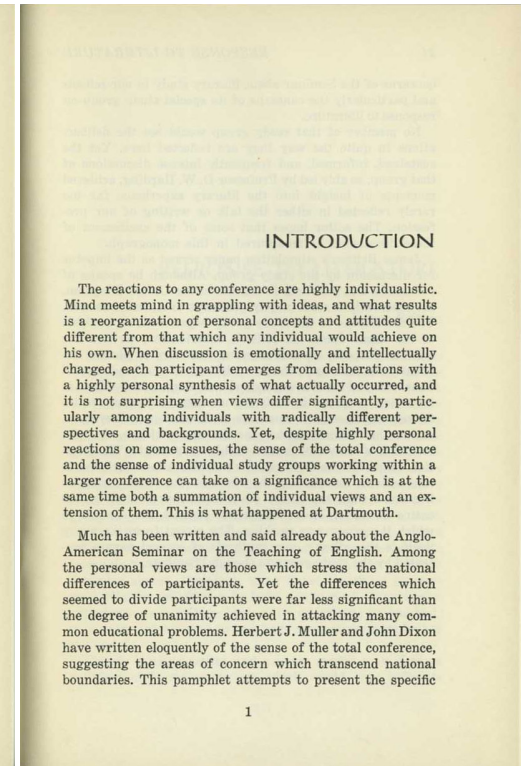 INTRODUCTION
The reactions to any conference are highly individualistic.
Mind meets mind in grappling with ideas, and what results
is a reorganization of personal concepts and attitudes quite
different from that which any individual would achieve on
his own. When discussion is emotionally and intellectually
charged, each participant emerges from deliberations with
a highly personal synthesis of what actually occurred, and
it is not surprising when views differ significantly, partic-
ularly among individuals with radically different per-
spectives and backgrounds. Yet, despite highly personal
reactions on some issues, the sense of the total conference
and the sense of individual study groups working within a
larger conference can take on a significance which is at the
same time both a summation of individual views and an ex-
tension of them. This is what happened at Dartmouth.
Much has been written and said already about the Anglo-
American Seminar on the Teaching of English. Among
the personal views are those which stress the national
differences of participants. Yet the differences which
seemed to divide participants were far less significant than
the degree of unanimity achieved in attacking many com-
mon educational problems. Herbert J. Muller and John Dixon
have written eloquently of the sense of the total conference,
suggesting the areas of concern which transcend national
boundaries. This pamphlet attempts to present the specific
1